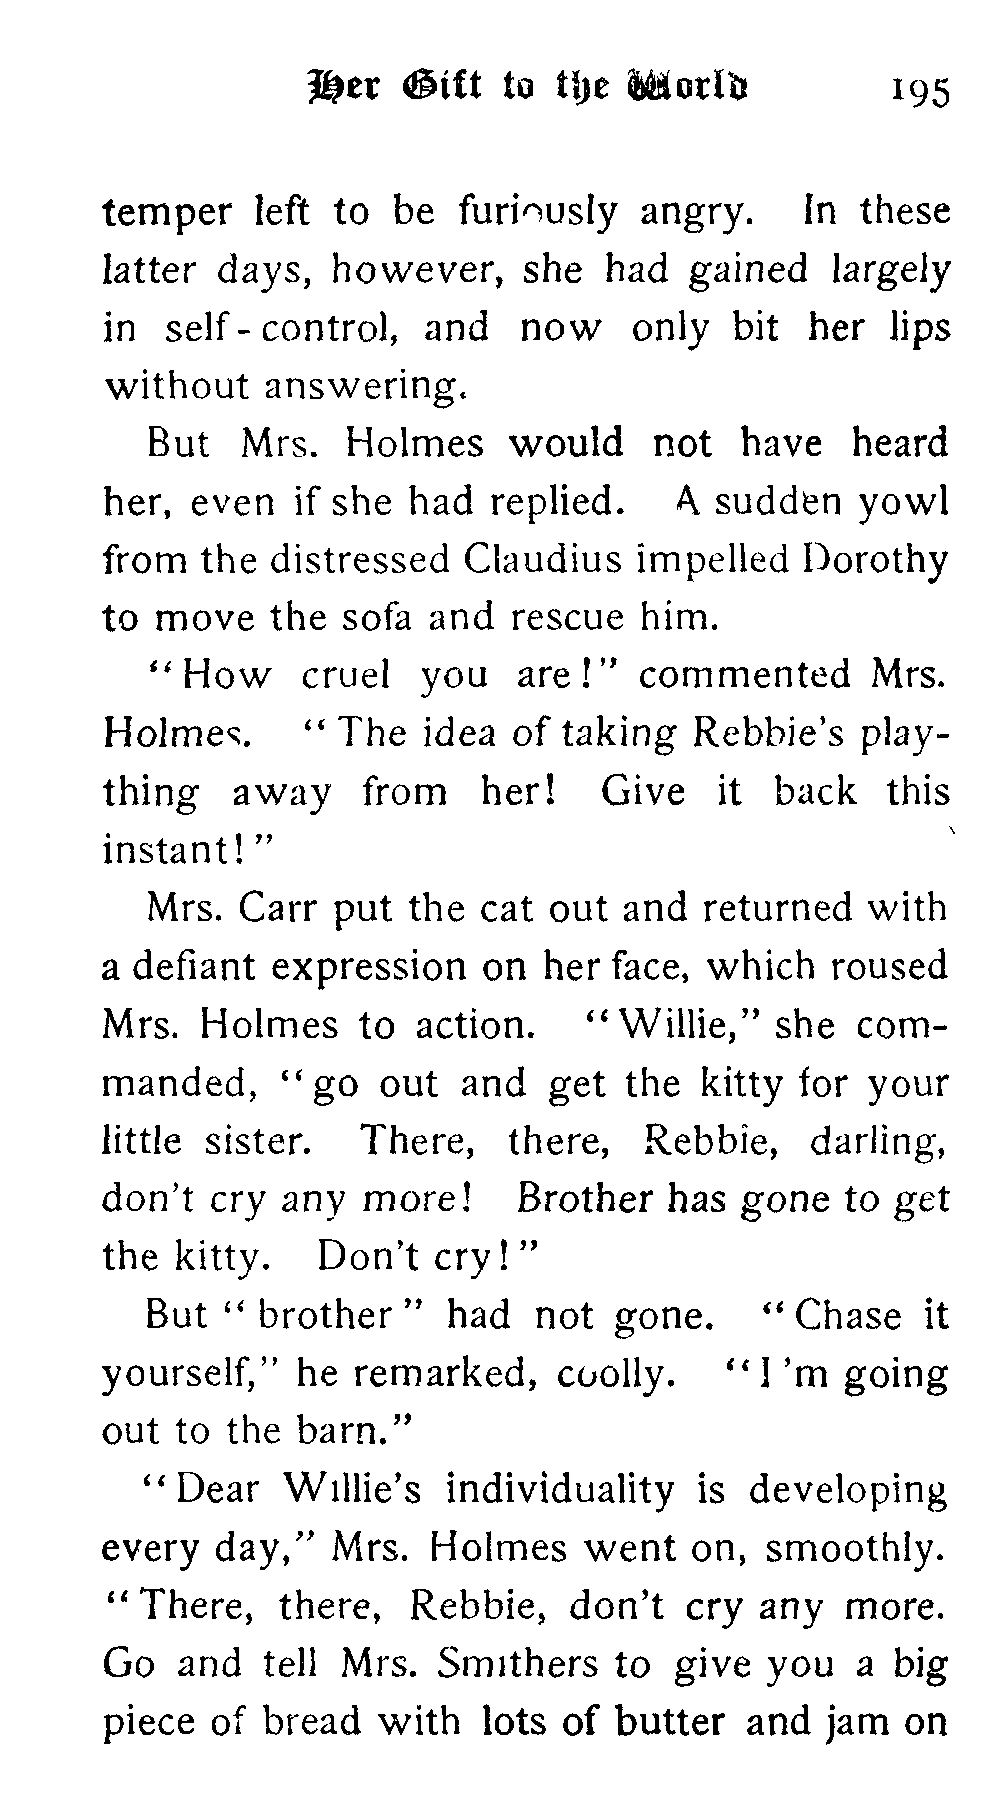 Her Gift to the World 195
temper left to be furiously angry. In these
latter days, however, she had gained largely
in self-control, and now only bit her lips
without answering.
But Mrs. Holmes would not have heard
her, even if she had replied. A sudden yowl
from the distressed Claudius impelled Dorothy
to move the sofa and rescue him.
“How cruel you are!” commented Mrs.
Holmes. “The idea of taking Rebbie’s play-
thing away from her! Give it back this
instant!”
Mrs. Carr put the cat out and returned with
a defiant expression on her face, which roused
Mrs. Holmes to action. “Willie,” she com-
manded, “go out and get the kitty for your
little sister. There, there, Rebbie, darling,
don’t cry any more! Brother has gone to get
the kitty. Don’t cry!”
But “brother” had not gone. “Chase it
yourself,” he remarked, coolly. “I ’m going
out to the barn.”
“Dear Willie’s individuality is developing
every day,” Mrs. Holmes went on, smoothly.
“There, there, Rebbie, don’t cry any more.
Go and tell Mrs. Smithers to give you a big
piece of bread with lots of butter and jam on